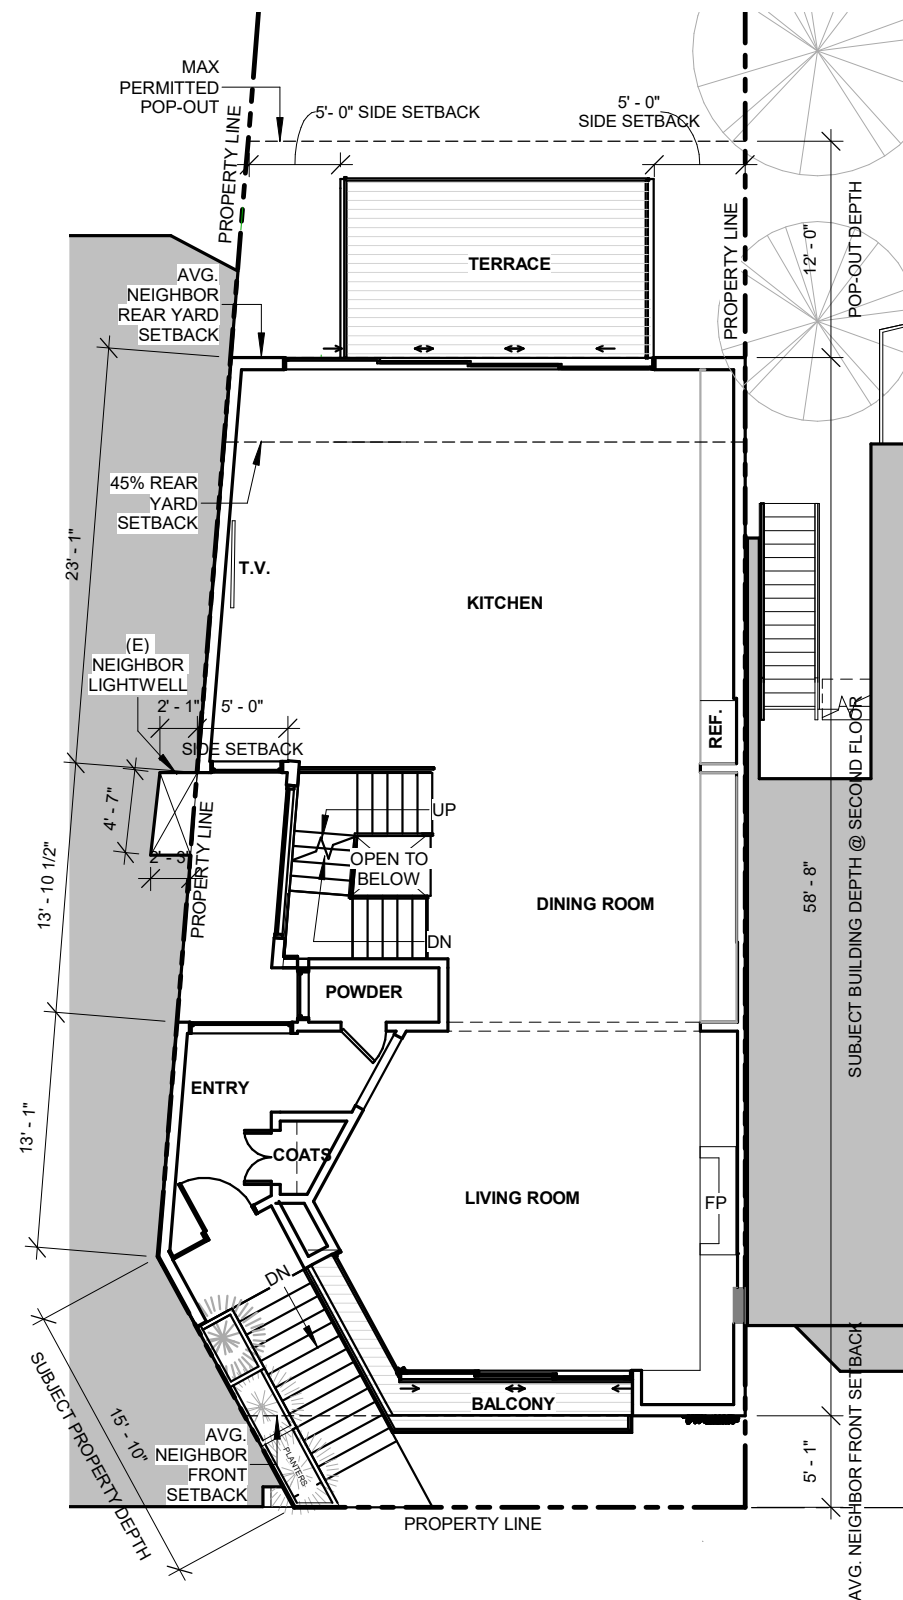 MAX
PERMITTED
POP-OUT
5'- 0" SIDE SETBACK
5' - 0"
SIDE SETBACK
PROPERTY LINE
PROPERTY LINE
12' - 0"
POP-OUT DEPTH
TERRACE
AVG.
NEIGHBOR
REAR YARD
SETBACK
45% REAR
YARD
SETBACK
23' - 1"
T.V.
KITCHEN
(E)
NEIGHBOR
LIGHTWELL
2' - 1"
5' - 0"
SIDE SETBACK
REF.
4' - 7"
2' - 3"
PROPERTY LINE
13' - 10 1/2"
UP
OPEN TO
BELOW
DN
DINING ROOM
58' - 8"
SUBJECT BUILDING DEPTH @ SECOND FLOOR
POWDER
ENTRY
13' - 1"
COATS
LIVING ROOM
FP
DN
SUBJECT PROPERTY DEPTH
15' - 10"
BALCONY
AVG.
NEIGHBOR
FRONT
SETBACK
PLANTERS
5' - 1"
AVG. NEIGHBOR FRONT SETBACK
PROPERTY LINE